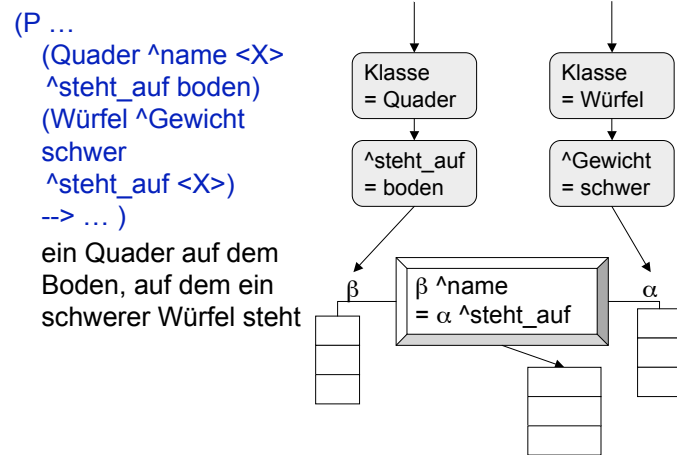 (P …
(Quader ^name <X>
^steht_auf boden)
(Würfel ^Gewicht
schwer
^steht_auf <X>)
--> … )
ein Quader auf dem
Boden, auf dem ein
schwerer Würfel steht
Klasse
= Quader
Klasse
= Würfel
^steht_auf
= boden
^Gewicht
= schwer
β
β ^name
= α ^steht_auf
α